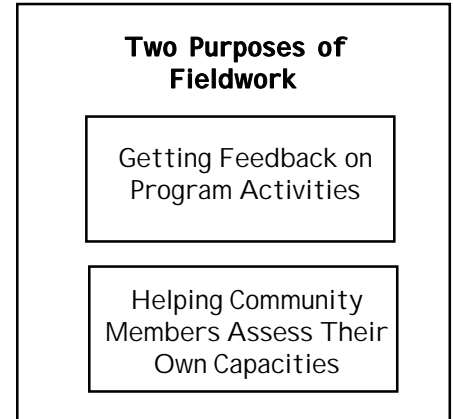 Two Purposes of
Fieldwork
Getting Feedback on
Program Activities
Helping Community
Members Assess Their
Own Capacities